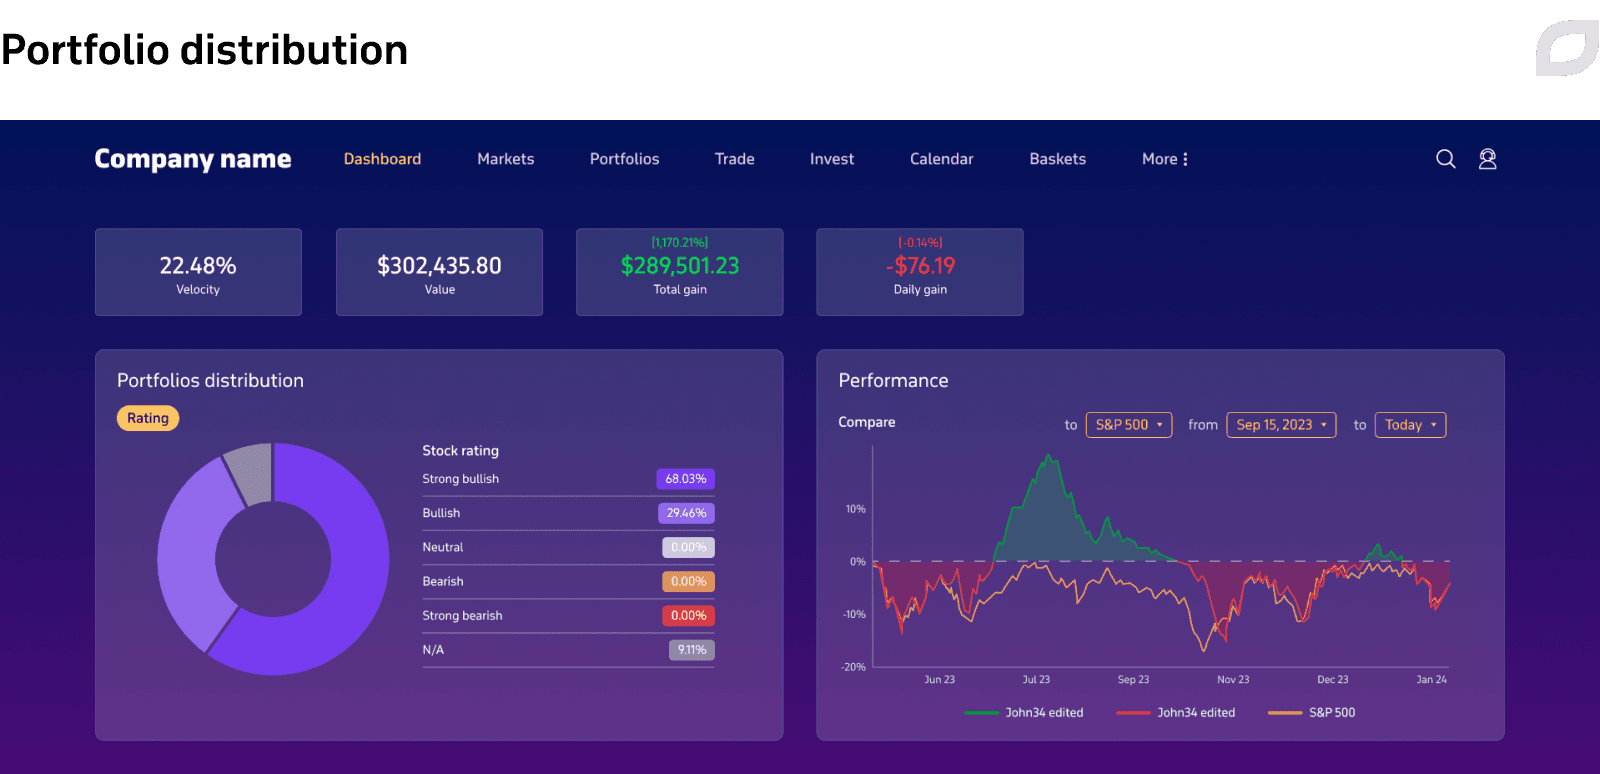 Portfolio distribution
Company name
Dashboard
Markets
Portfolios
Trade
Invest
Calendar
Baskets
More
22.48%
Velocity
$302,435.80
Value
[1,170.21%]
$289,501.23
Total gain
[-0.14%]
-$76.19
Daily gain
Portfolios distribution
Rating
Stock rating
Strong bullish 68.03%
Bullish 29.46%
Neutral 0.00%
Bearish 0.00%
Strong bearish 0.00%
N/A 9.11%
Performance
Compare to S&P 500 from Sep 15, 2023 to Today
10%
0%
-10%
-20%
Jun 23 Jul 23 Sep 23 Nov 23 Dec 23 Jan 24
John34 edited John34 edited S&P 500